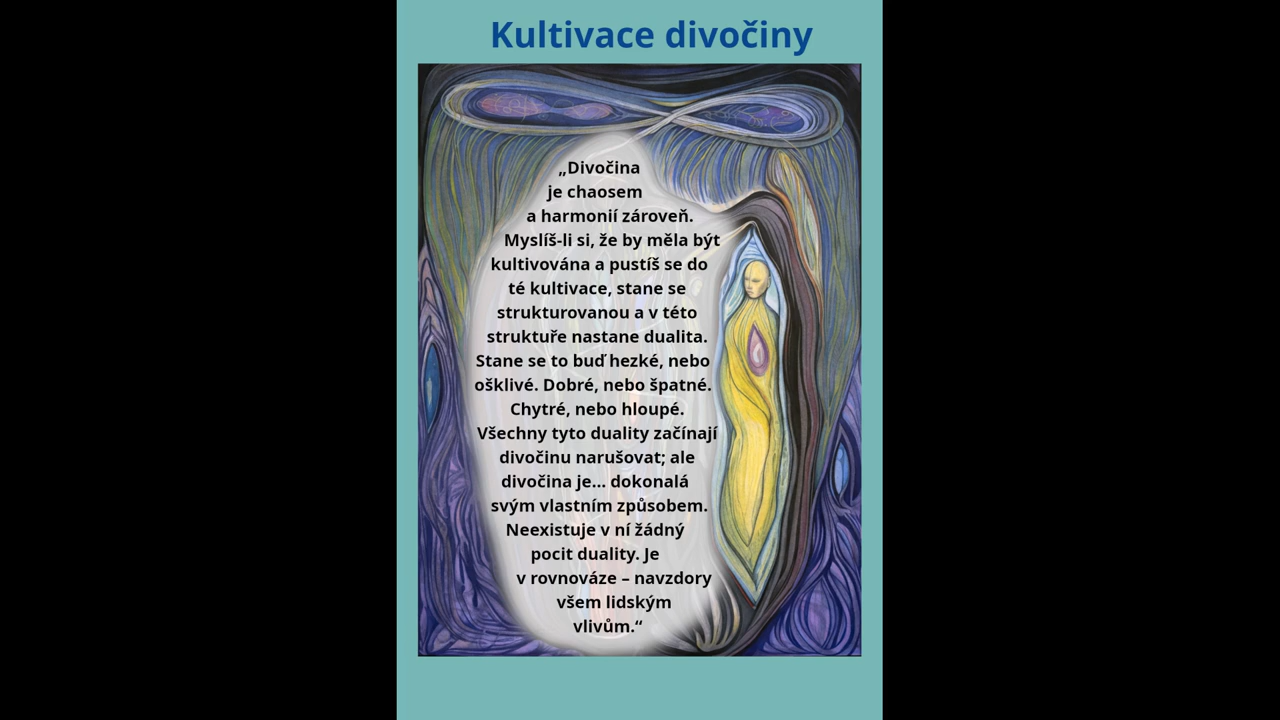 Kultivace divočiny
„Divočina
je chaosem
a harmonií zároveň.
Myslíš-li si, že by měla být
kultivována a pustíš se do
té kultivace, stane se
strukturovanou a v této
struktuře nastane dualita.
Stane se to buď hezké, nebo
ošklivé. Dobré, nebo špatné.
Chytré, nebo hloupé.
Všechny tyto duality začínají
divočinu narušovat; ale
divočina je... dokonalá
svým vlastním způsobem.
Neexistuje v ní žádný
pocit duality. Je
v rovnováze – navzdory
všem lidským
vlivům.“